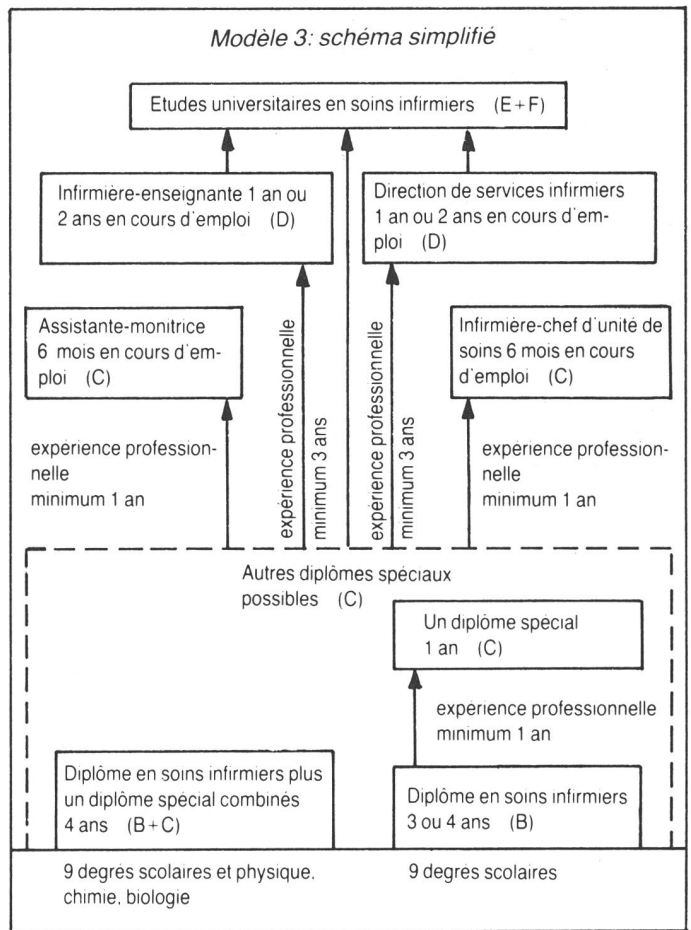 Modèle 3: schéma simplifié
Etudes universitaires en soins infirmiers (E+F)
Infirmière-enseignante 1 an ou
2 ans en cours d'emploi (D)
Direction de services infirmiers
1 an ou 2 ans en cours d'em-
ploi (D)
Assistante-monitrice
6 mois en cours d'em-
ploi (C)
Infirmière-chef d'unité de
soins 6 mois en cours
d'emploi (C)
expérience profession-
nelle
minimum 1 an
expérience professionnelle
minimum 3 ans
expérience professionnelle
minimum 3 ans
expérience profession-
nelle
minimum 1 an
Autres diplômes spéciaux
possibles (C)
Un diplôme spécial
1 an (C)
expérience professionnelle
minimum 1 an
Diplôme en soins infirmiers plus
un diplôme spécial combinés
4 ans (B+C)
Diplôme en soins infirmiers
3 ou 4 ans (B)
9 degrés scolaires et physique,
chimie, biologie
9 degrés scolaires